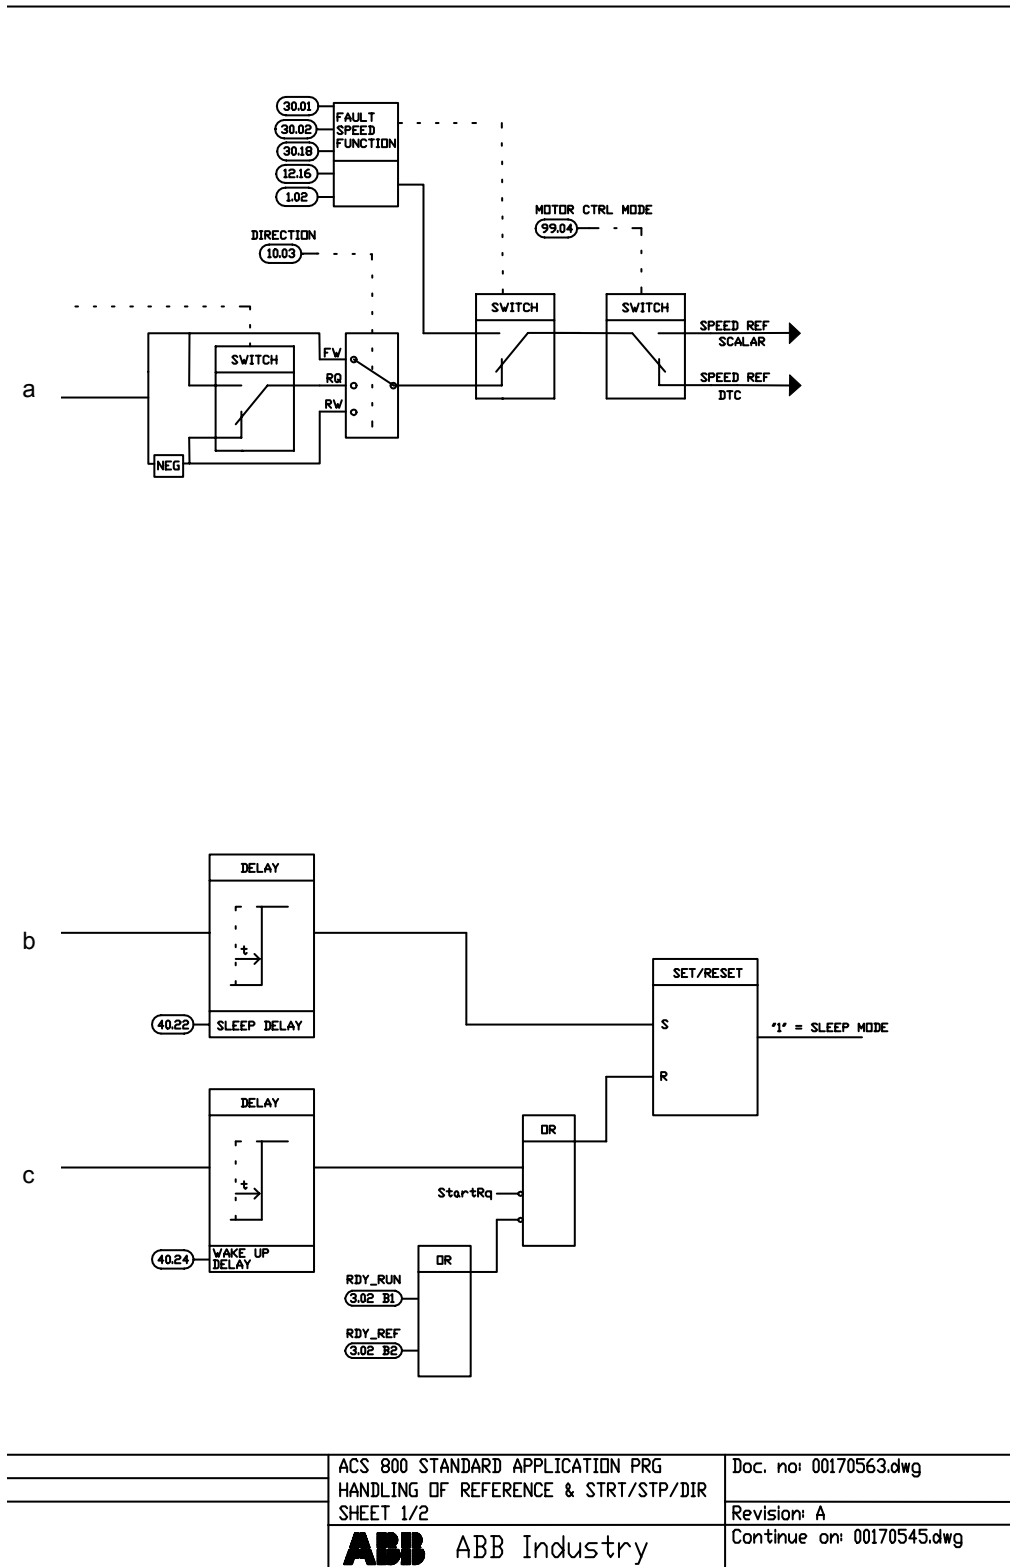 30.01
FAULT
30.02
SPEED
FUNCTION
30.18
12.16
1.02
MOTOR CTRL MODE
99.04
DIRECTION
10.03
SWITCH
SWITCH
SPEED REF
SCALAR
SWITCH
FW
a
RQ
SPEED REF
DTC
RW
NEG
DELAY
b
t
SET/RESET
40.22
SLEEP DELAY
S
"1" = SLEEP MODE
R
DELAY
OR
c
t
StartRq
40.24
WAKE UP
DELAY
OR
RDY_RUN
3.02 B1
RDY_REF
3.02 B2
ACS 800 STANDARD APPLICATION PRG
HANDLING OF REFERENCE & STRT/STP/DIR
SHEET 1/2
Doc. no: 00170563.dwg
Revision: A
ABB ABB Industry
Continue on: 00170545.dwg